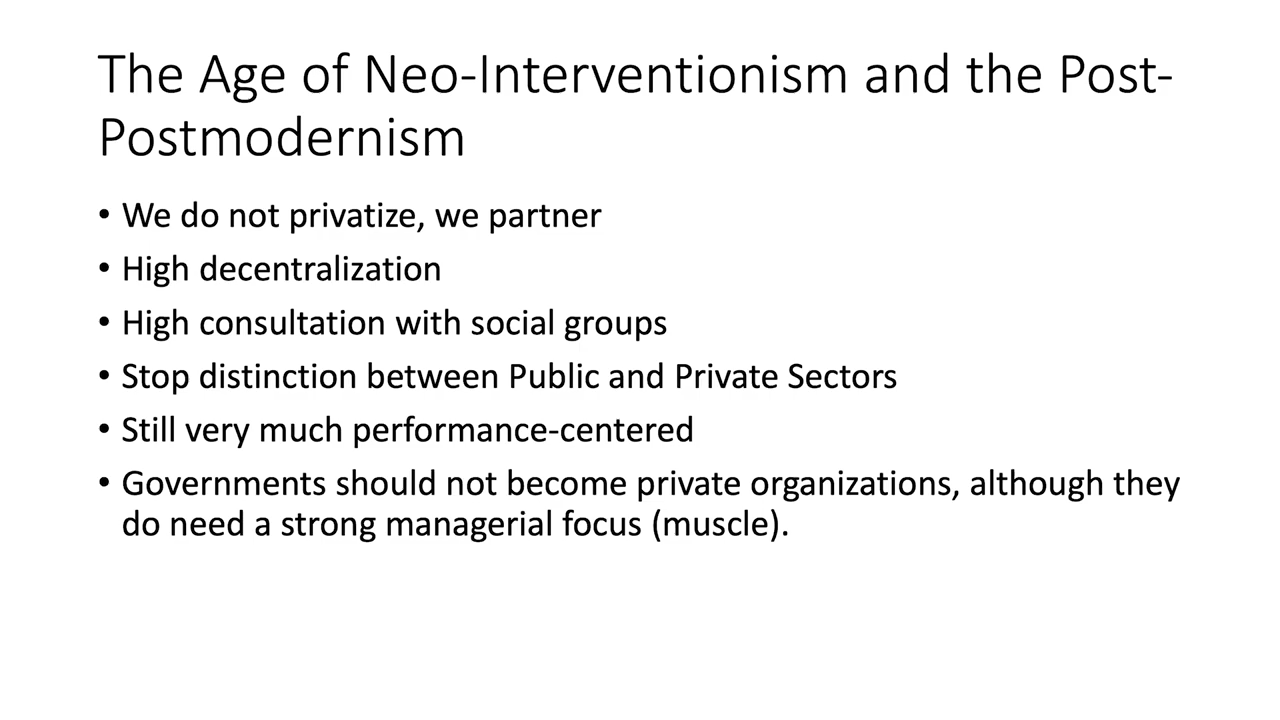 The Age of Neo-Interventionism and the Post-
Postmodernism
• We do not privatize, we partner
• High decentralization
• High consultation with social groups
• Stop distinction between Public and Private Sectors
• Still very much performance-centered
• Governments should not become private organizations, although they
do need a strong managerial focus (muscle).